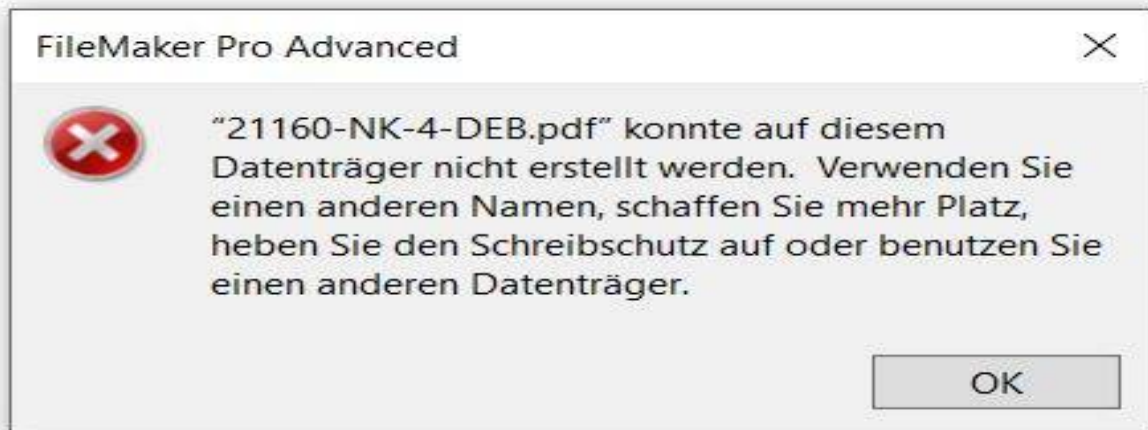 FileMaker Pro Advanced
“21160-NK-4-DEB.pdf” konnte auf diesem
Datenträger nicht erstellt werden.  Verwenden Sie
einen anderen Namen, schaffen Sie mehr Platz,
heben Sie den Schreibschutz auf oder benutzen Sie
einen anderen Datenträger.
OK